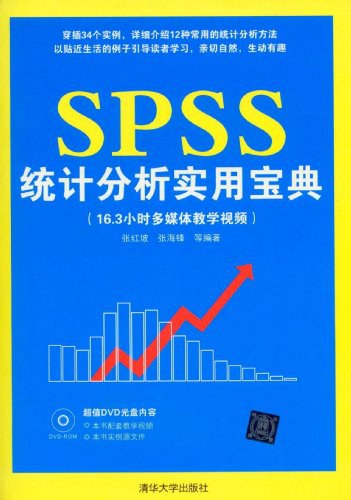 穿插34个实例，详细介绍12种常用的统计分析方法
以贴近生活的例子引导读者学习，亲切自然，生动有趣
SPSS
统计分析实用宝典
（16.3小时多媒体教学视频）
张红坡 张海锋 等编著
超值DVD光盘内容
·本书配套教学视频
·本书实例源文件
DVD-ROM
清华大学出版社